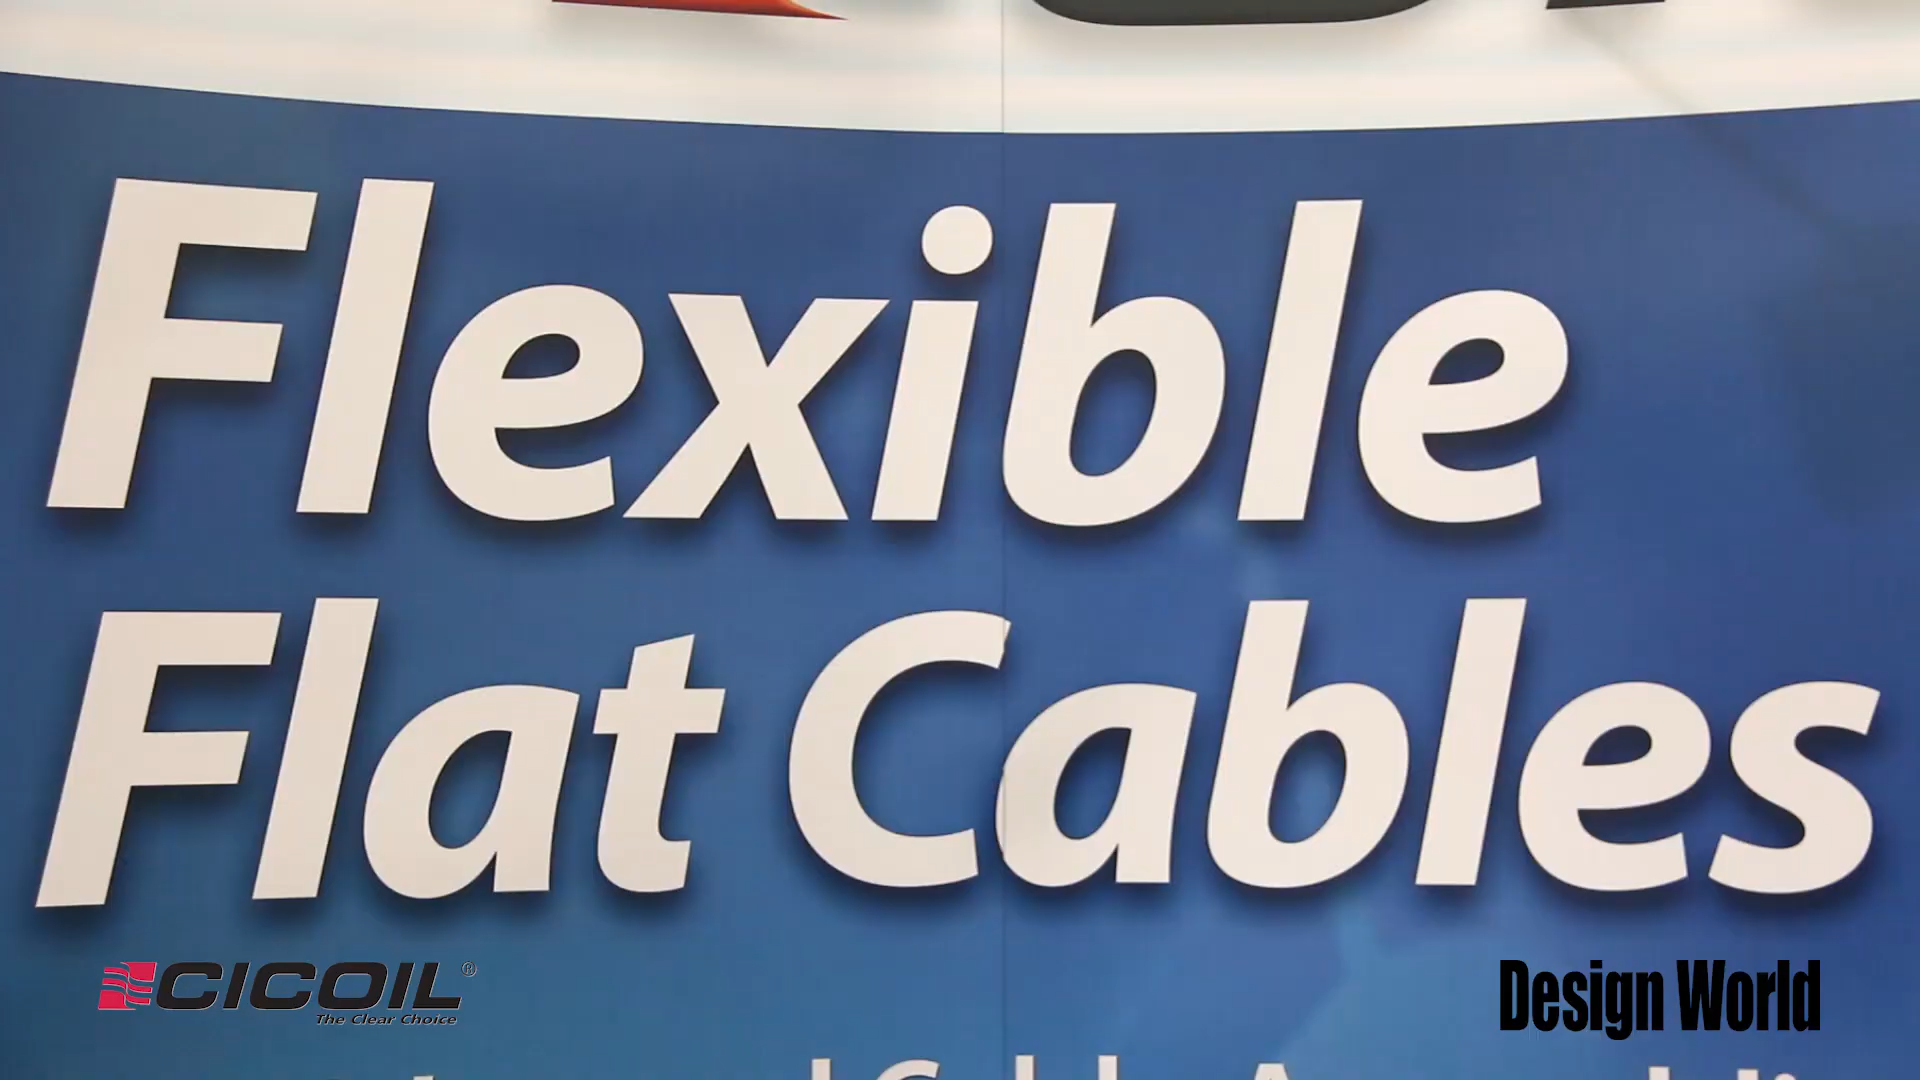 Flexible
Flat Cables
CICOIL®
The Clear Choice
Design World